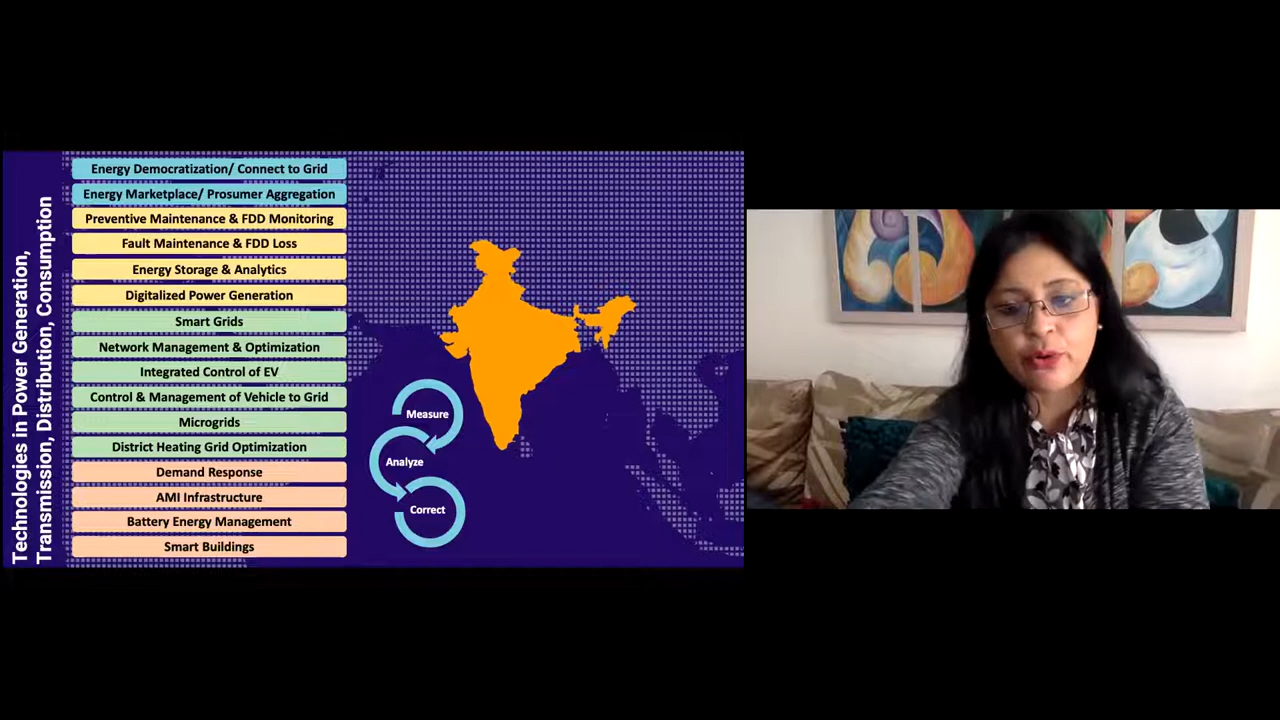 Technologies in Power Generation,
Transmission, Distribution, Consumption
Energy Democratization/ Connect to Grid
Energy Marketplace/ Prosumer Aggregation
Preventive Maintenance & FDD Monitoring
Fault Maintenance & FDD Loss
Energy Storage & Analytics
Digitalized Power Generation
Smart Grids
Network Management & Optimization
Integrated Control of EV
Control & Management of Vehicle to Grid
Microgrids
District Heating Grid Optimization
Demand Response
AMI Infrastructure
Battery Energy Management
Smart Buildings
Measure
Analyze
Correct